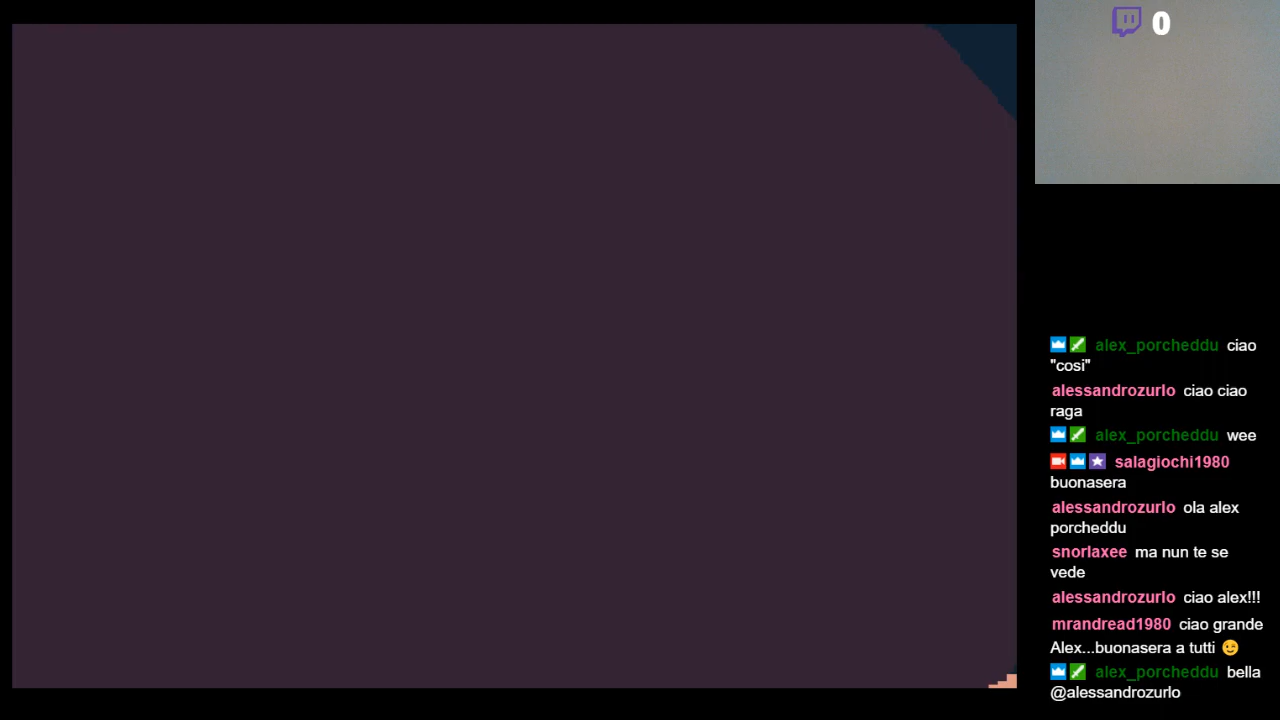 0
alex_porcheddu ciao
"cosi"
alessandrozurlo ciao ciao
raga
alex_porcheddu wee
salagiochi1980
buonasera
alessandrozurlo ola alex
porcheddu
snorlaxee ma nun te se
vede
alessandrozurlo ciao alex!!!
mrandread1980 ciao grande
Alex...buonasera a tutti 😉
alex_porcheddu bella
@alessandrozurlo